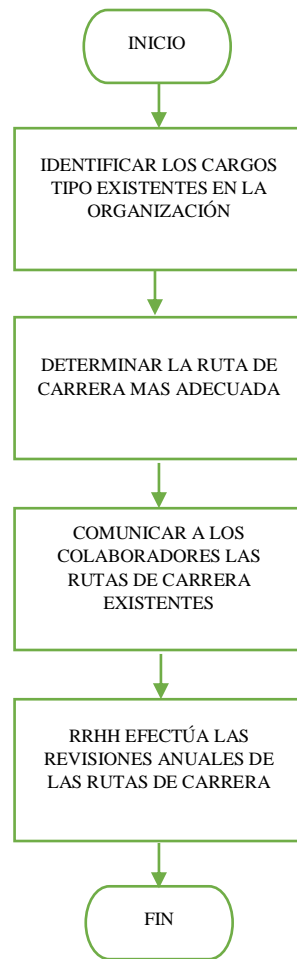 INICIO
IDENTIFICAR LOS CARGOS
TIPO EXISTENTES EN LA
ORGANIZACIÓN
DETERMINAR LA RUTA DE
CARRERA MAS ADECUADA
COMUNICAR A LOS
COLABORADORES LAS
RUTAS DE CARRERA
EXISTENTES
RRHH EFECTÚA LAS
REVISIONES ANUALES DE
LAS RUTAS DE CARRERA
FIN